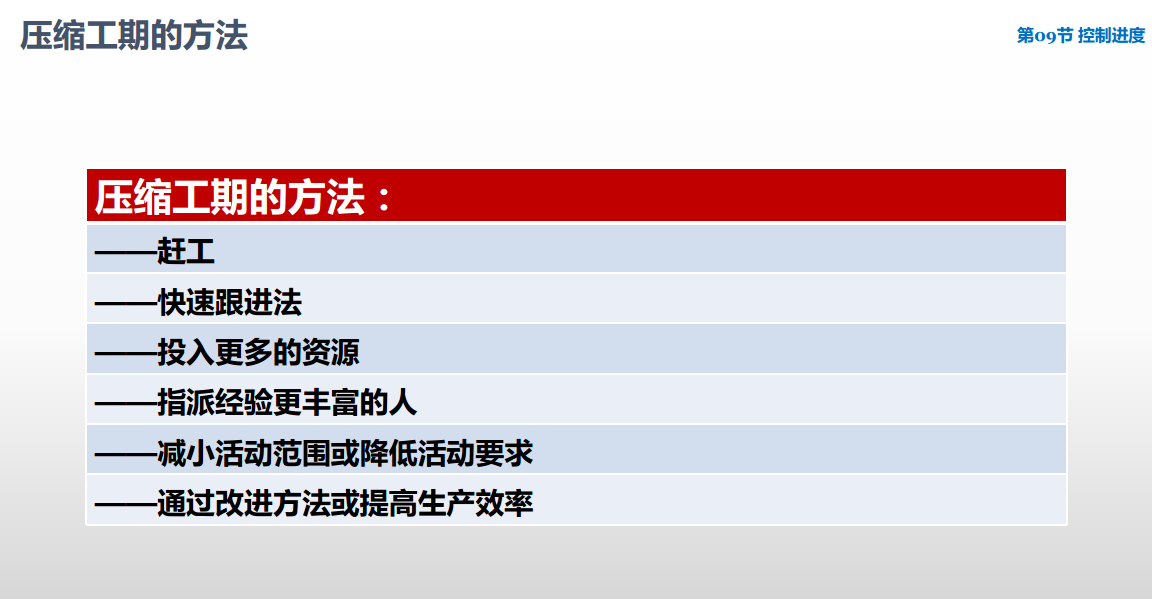 压缩工期的方法
第09节 控制进度
压缩工期的方法：
——赶工
——快速跟进法
——投入更多的资源
——指派经验更丰富的人
——减小活动范围或降低活动要求
——通过改进方法或提高生产效率